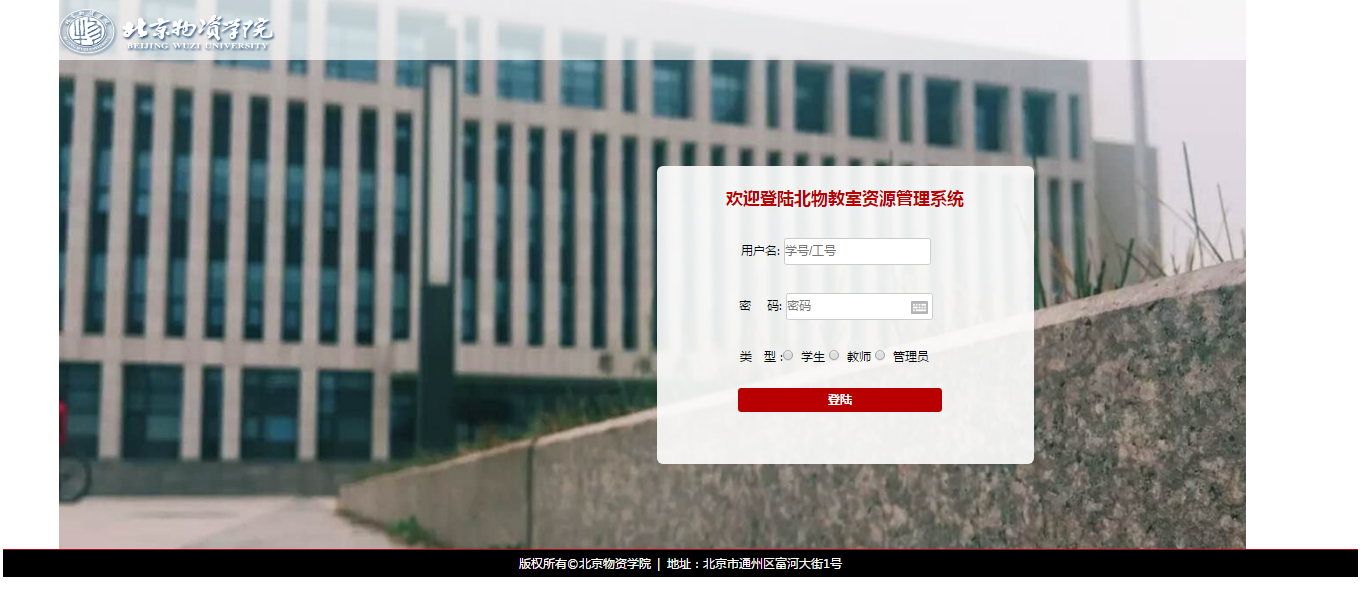 北京物资学院
BEIJING WUZI UNIVERSITY
欢迎登陆北物教室资源管理系统
用户名: 学号/工号
密 码: 密码
类 型 : 学生 教师 管理员
登陆
版权所有©北京物资学院 | 地址：北京市通州区富河大街1号